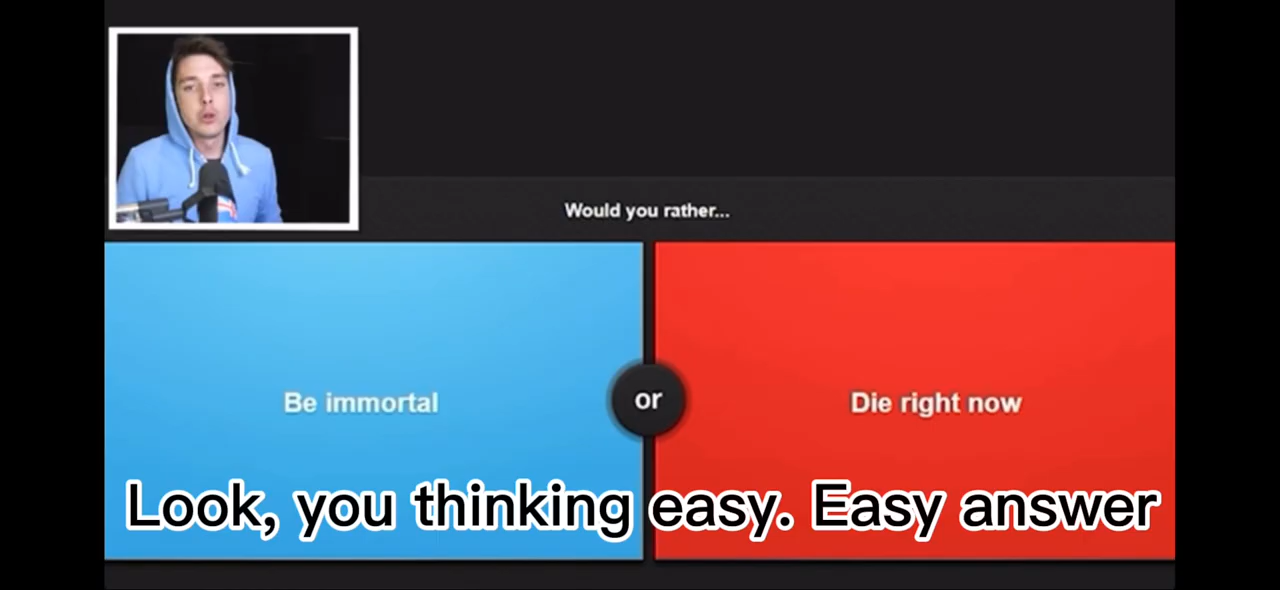 Would you rather...
Be immortal
or
Die right now
Look, you thinking easy. Easy answer